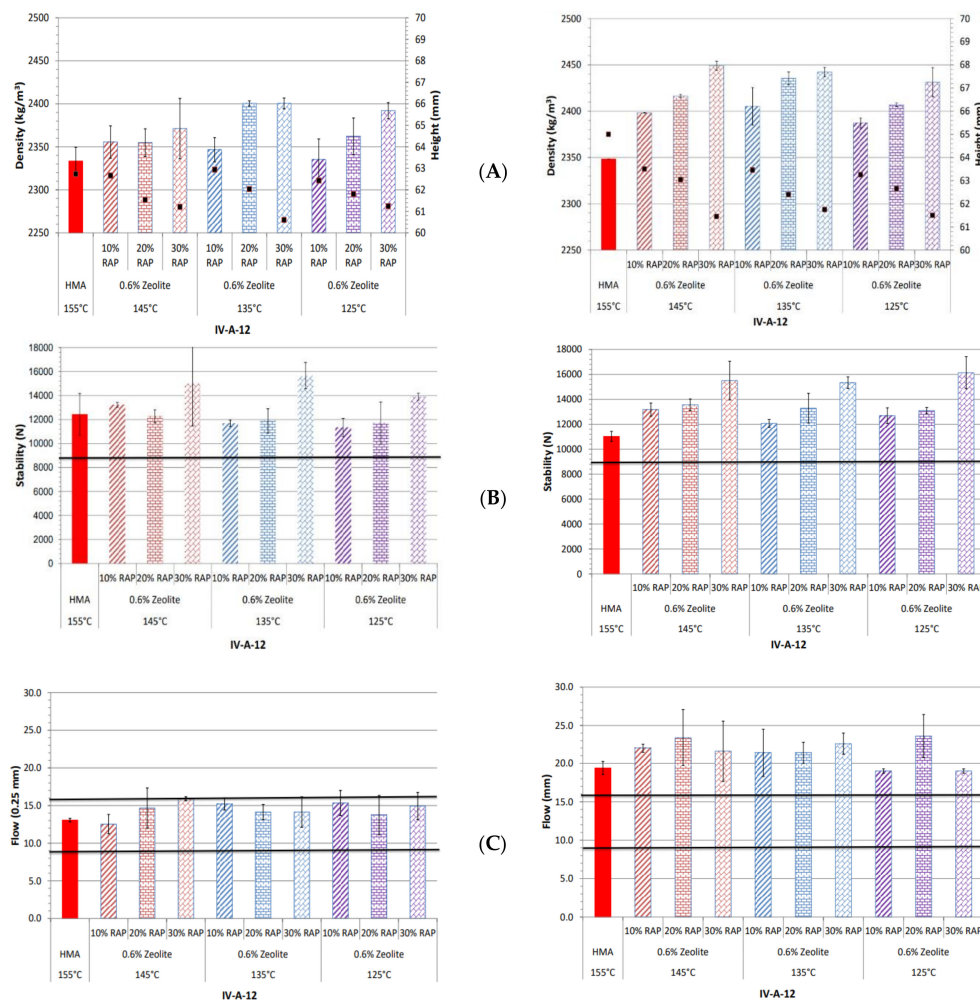 2500
2450
2400
2350
2300
2250
Density (kg/m³)
70
69
68
67
66
65
64
63
62
61
60
Height (mm)
10% RAP 20% RAP 30% RAP 10% RAP 20% RAP 30% RAP 10% RAP 20% RAP 30% RAP
HMA 0.6% Zeolite 0.6% Zeolite 0.6% Zeolite
155°C 145°C 135°C 125°C
IV-A-12
(A)
2500
2450
2400
2350
2300
2250
Density (kg/m³)
70
69
68
67
66
65
64
63
62
61
60
Height (mm)
10% RAP 20% RAP 30% RAP 10% RAP 20% RAP 30% RAP 10% RAP 20% RAP 30% RAP
HMA 0.6% Zeolite 0.6% Zeolite 0.6% Zeolite
155°C 145°C 135°C 125°C
IV-A-12
18000
16000
14000
12000
10000
8000
6000
4000
2000
0
Stability (N)
10% RAP 20% RAP 30% RAP 10% RAP 20% RAP 30% RAP 10% RAP 20% RAP 30% RAP
HMA 0.6% Zeolite 0.6% Zeolite 0.6% Zeolite
155°C 145°C 135°C 125°C
IV-A-12
(B)
18000
16000
14000
12000
10000
8000
6000
4000
2000
0
Stability (N)
10% RAP 20% RAP 30% RAP 10% RAP 20% RAP 30% RAP 10% RAP 20% RAP 30% RAP
HMA 0.6% Zeolite 0.6% Zeolite 0.6% Zeolite
155°C 145°C 135°C 125°C
IV-A-12
30.0
25.0
20.0
15.0
10.0
5.0
0.0
Flow (0.25 mm)
10% RAP 20% RAP 30% RAP 10% RAP 20% RAP 30% RAP 10% RAP 20% RAP 30% RAP
HMA 0.6% Zeolite 0.6% Zeolite 0.6% Zeolite
155°C 145°C 135°C 125°C
IV-A-12
(C)
30.0
25.0
20.0
15.0
10.0
5.0
0.0
Flow (mm)
10% RAP 20% RAP 30% RAP 10% RAP 20% RAP 30% RAP 10% RAP 20% RAP 30% RAP
HMA 0.6% Zeolite 0.6% Zeolite 0.6% Zeolite
155°C 145°C 135°C 125°C
IV-A-12